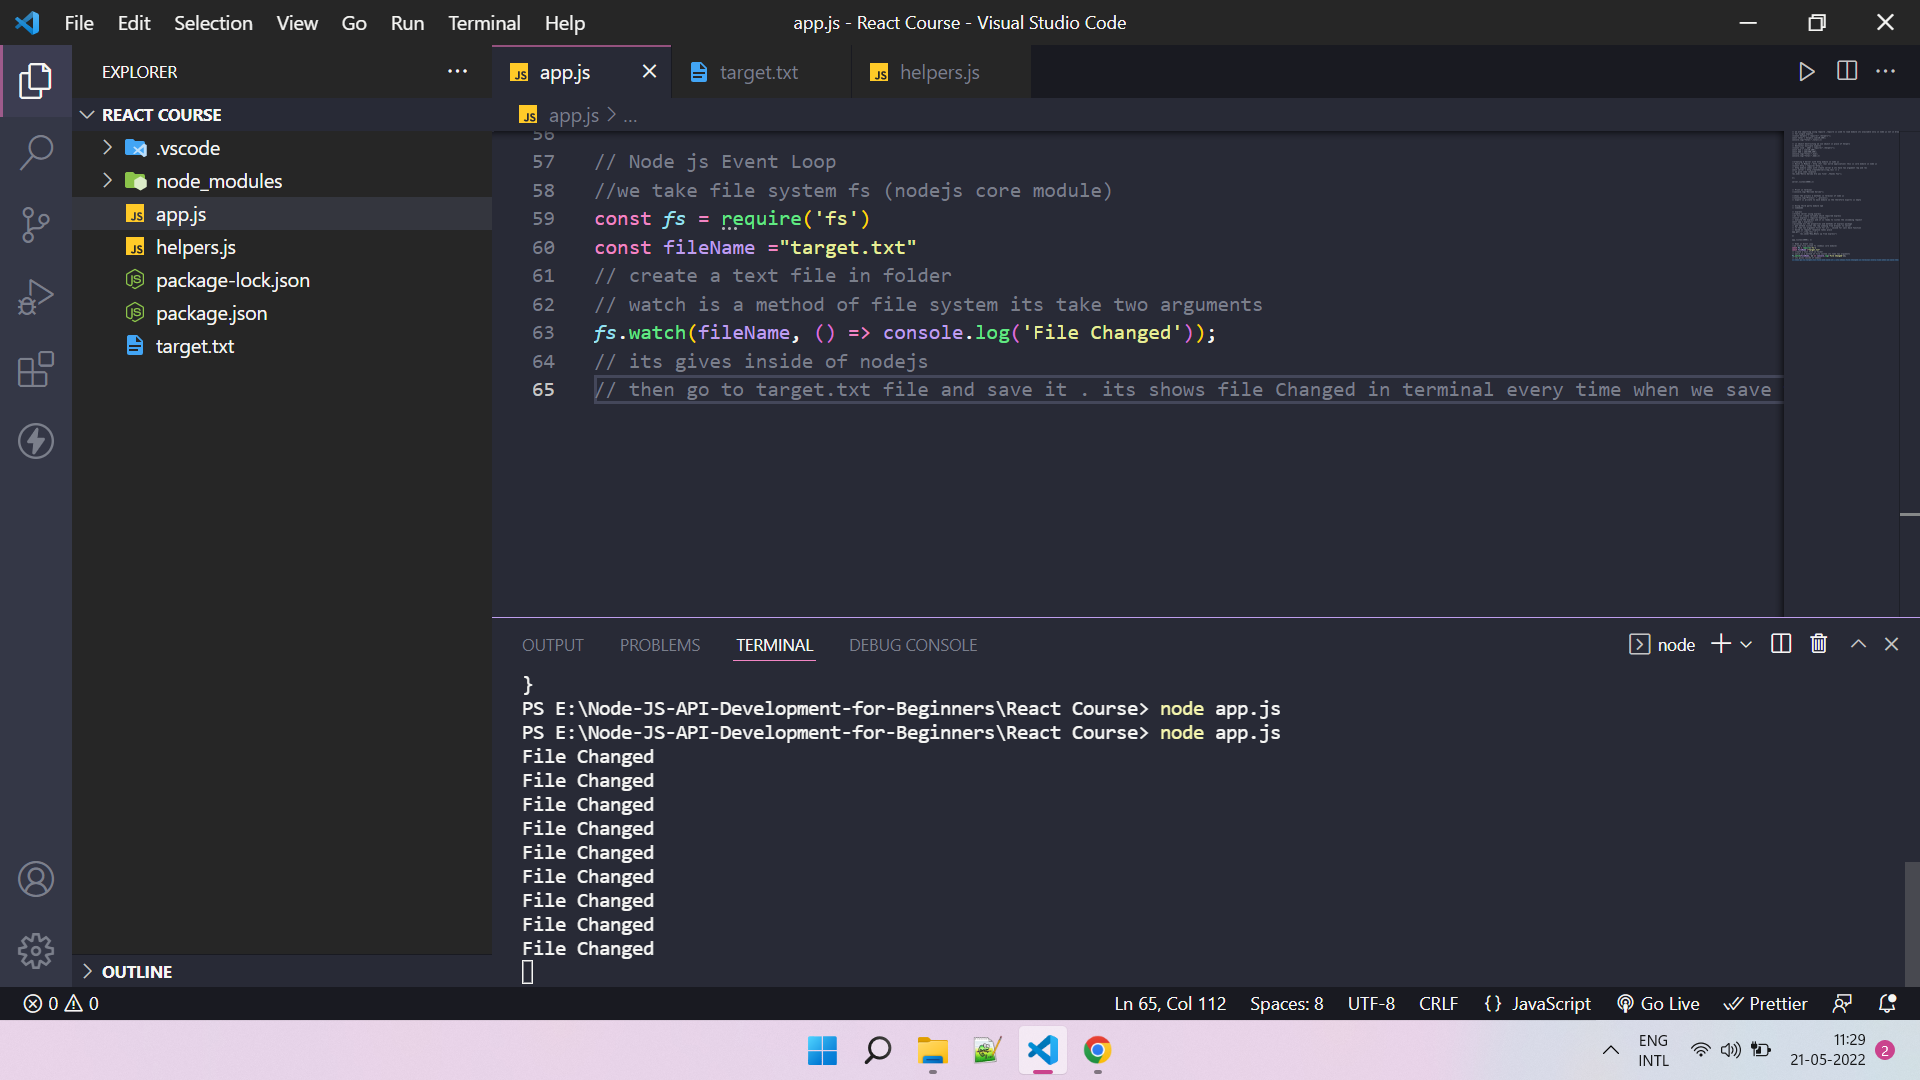 File Edit Selection View Go Run Terminal Help app.js - React Course - Visual Studio Code
EXPLORER
REACT COURSE
.vscode
node_modules
app.js
helpers.js
package-lock.json
package.json
target.txt
OUTLINE
app.js target.txt helpers.js
app.js > ...
56
57 // Node js Event Loop
58 //we take file system fs (nodejs core module)
59 const fs = require('fs')
60 const fileName ="target.txt"
61 // create a text file in folder
62 // watch is a method of file system its take two arguments
63 fs.watch(fileName, () => console.log('File Changed'));
64 // its gives inside of nodejs
65 // then go to target.txt file and save it . its shows file Changed in terminal every time when we save
OUTPUT PROBLEMS TERMINAL DEBUG CONSOLE node
}
PS E:\Node-JS-API-Development-for-Beginners\React Course> node app.js
PS E:\Node-JS-API-Development-for-Beginners\React Course> node app.js
File Changed
File Changed
File Changed
File Changed
File Changed
File Changed
File Changed
File Changed
File Changed
0 0 Ln 65, Col 112 Spaces: 8 UTF-8 CRLF {} JavaScript Go Live Prettier
ENG
INTL
11:29
21-05-2022
2